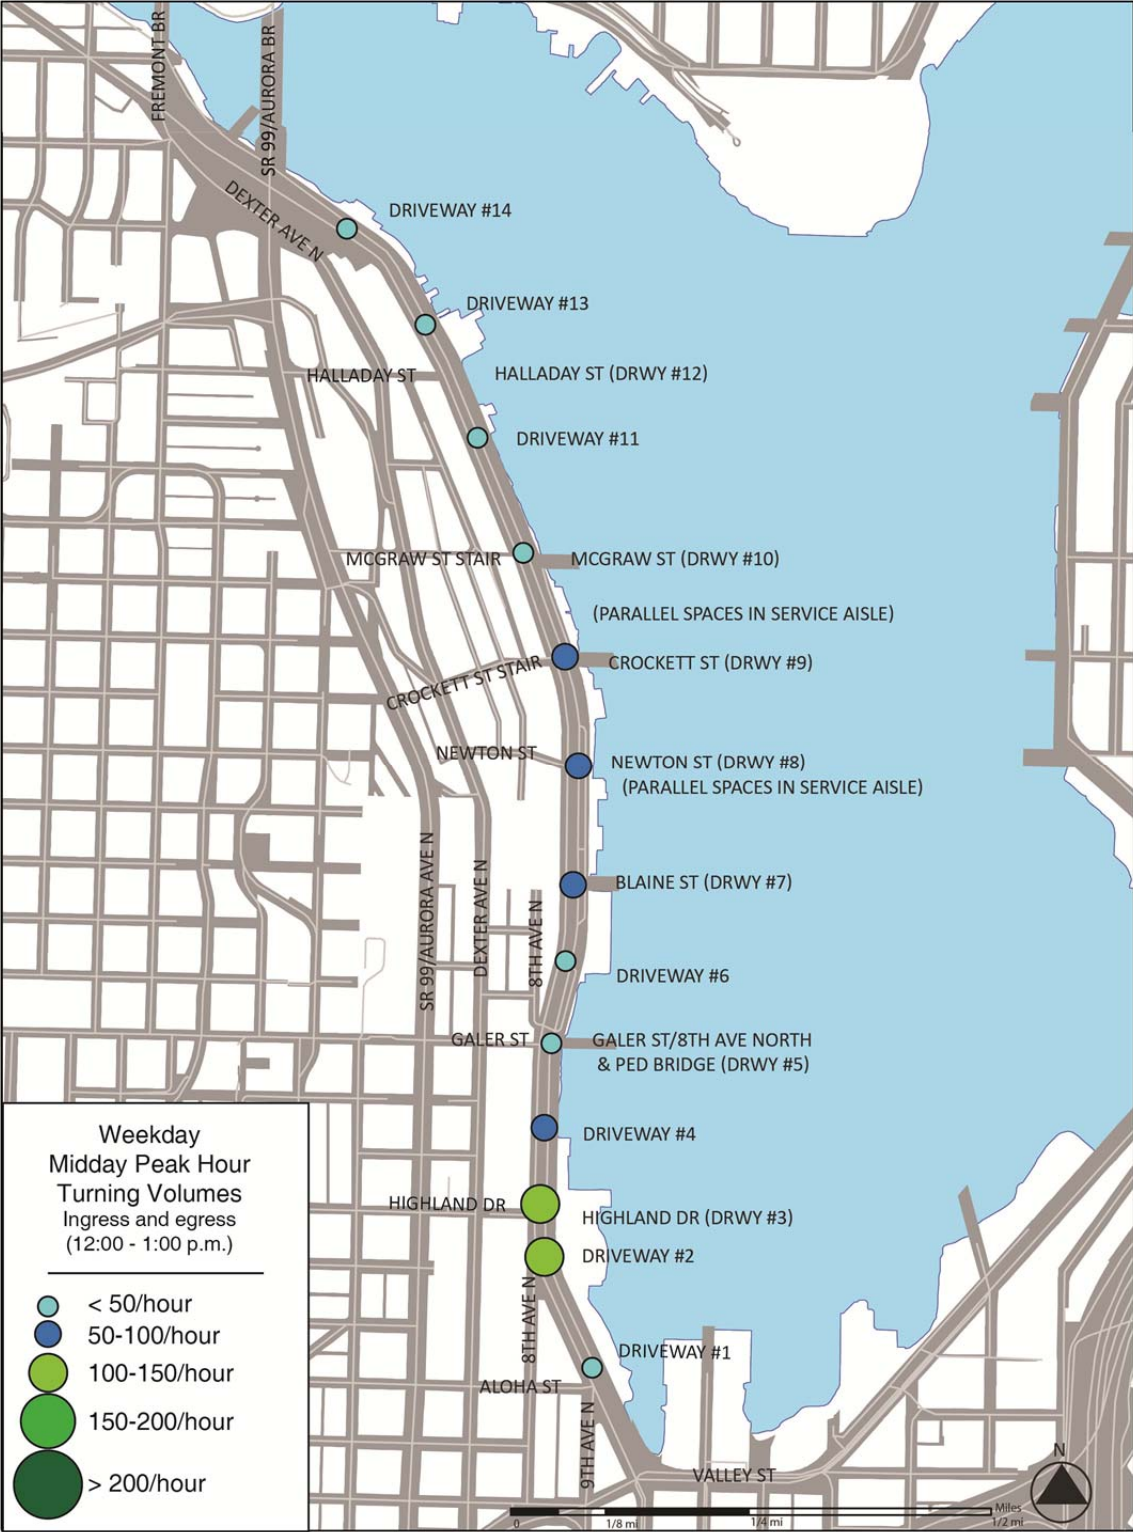 FREMONT BR
SR 99/AURORA BR
DEXTER AVE N
DRIVEWAY #14
DRIVEWAY #13
HALLADAY ST
HALLADAY ST (DRWY #12)
DRIVEWAY #11
MCGRAW ST STAIR
MCGRAW ST (DRWY #10)
(PARALLEL SPACES IN SERVICE AISLE)
CROCKETT ST STAIR
CROCKETT ST (DRWY #9)
NEWTON ST
NEWTON ST (DRWY #8)
(PARALLEL SPACES IN SERVICE AISLE)
SR 99/AURORA AVE N
DEXTER AVE N
8TH AVE N
BLAINE ST (DRWY #7)
DRIVEWAY #6
GALER ST
GALER ST/8TH AVE NORTH
& PED BRIDGE (DRWY #5)
DRIVEWAY #4
HIGHLAND DR
HIGHLAND DR (DRWY #3)
DRIVEWAY #2
8TH AVE N
DRIVEWAY #1
ALOHA ST
9TH AVE N
VALLEY ST
Weekday
Midday Peak Hour
Turning Volumes
Ingress and egress
(12:00 - 1:00 p.m.)
< 50/hour
50-100/hour
100-150/hour
150-200/hour
> 200/hour
N
Miles
0 1/8 mi 1/4 mi 1/2 mi